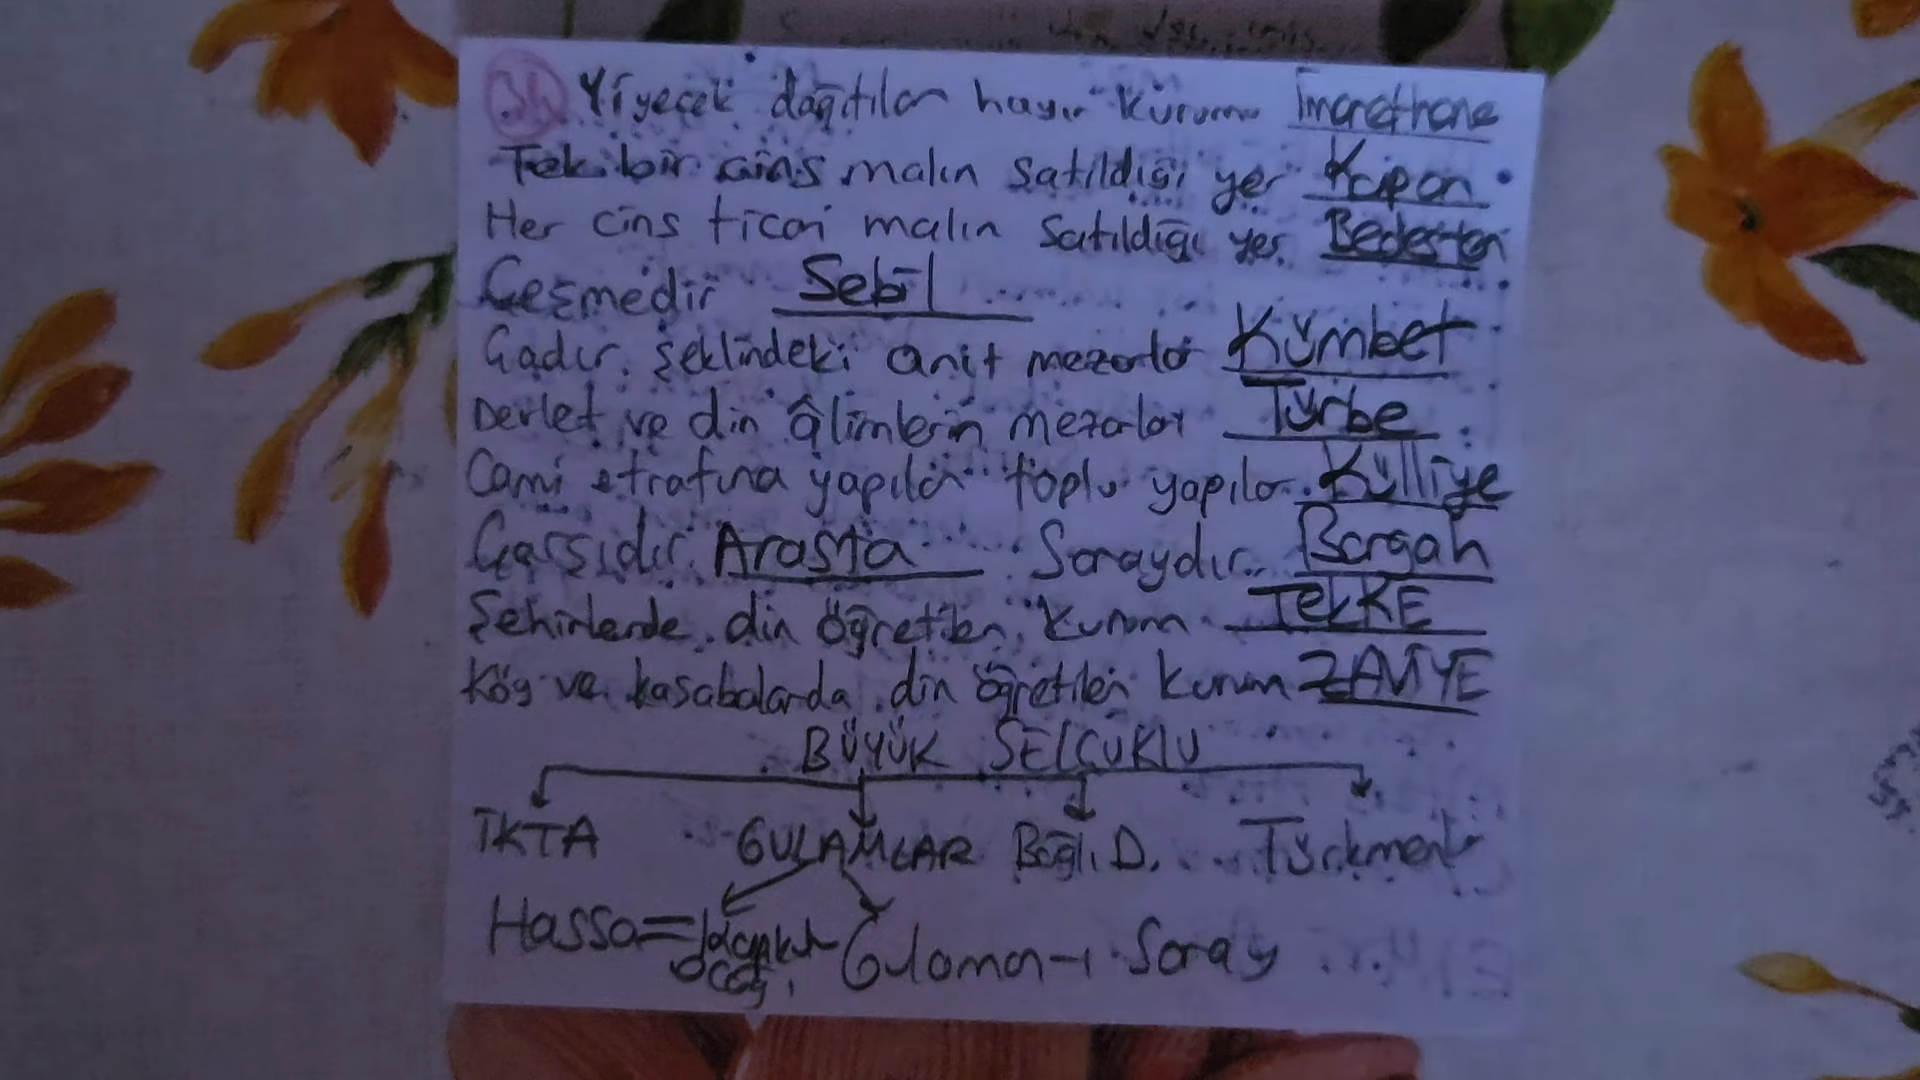 34 Yiyecek dağıtılan hayır kurumu İmarethane
Tek bir cins malın satıldığı yer Kapan
Her cins ticari malın satıldığı yer Bedesten
Çeşmedir Sebil
Çadır şeklindeki anıt mezarlar Kümbet
Devlet ve din âlimlerin mezarları Türbe
Cami etrafına yapılan toplu yapılar Külliye
Çarşıdır Arasta Saraydır Bargah
Şehirlerde din öğretilen kurum TEKKE
Köy ve kasabalarda din öğretilen kurum ZAVİYE
BÜYÜK SELÇUKLU
İKTA GULAMLAR Bağlı D. Türkmenler
Hassa= Gulaman-ı Saray